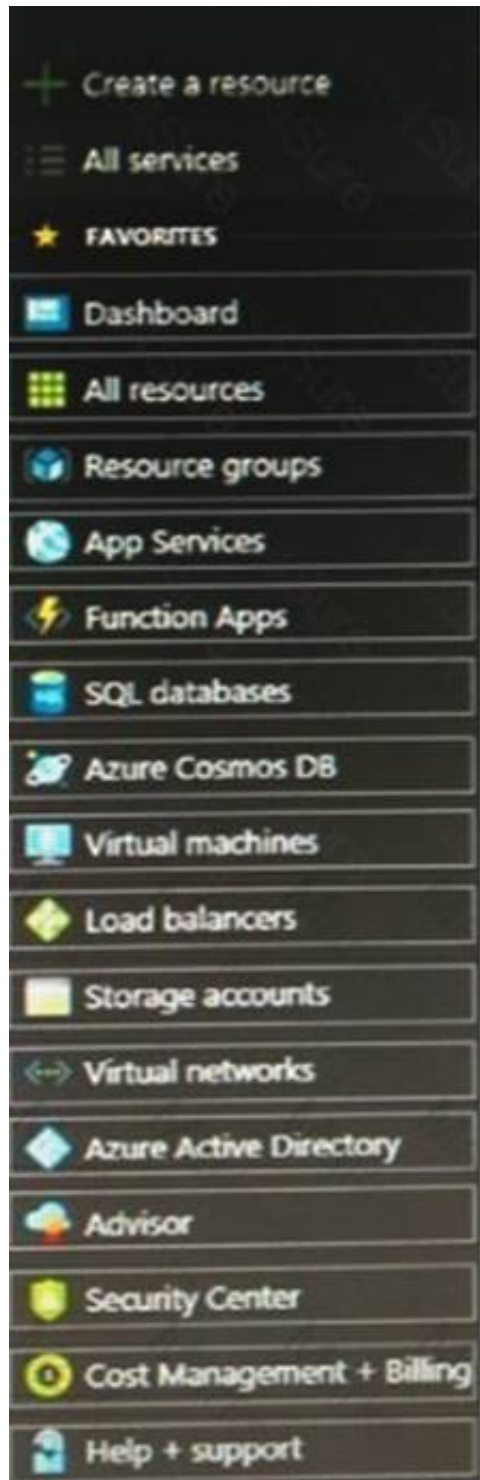 Create a resource
All services
FAVORITES
Dashboard
All resources
Resource groups
App Services
Function Apps
SQL databases
Azure Cosmos DB
Virtual machines
Load balancers
Storage accounts
Virtual networks
Azure Active Directory
Advisor
Security Center
Cost Management + Billing
Help + support